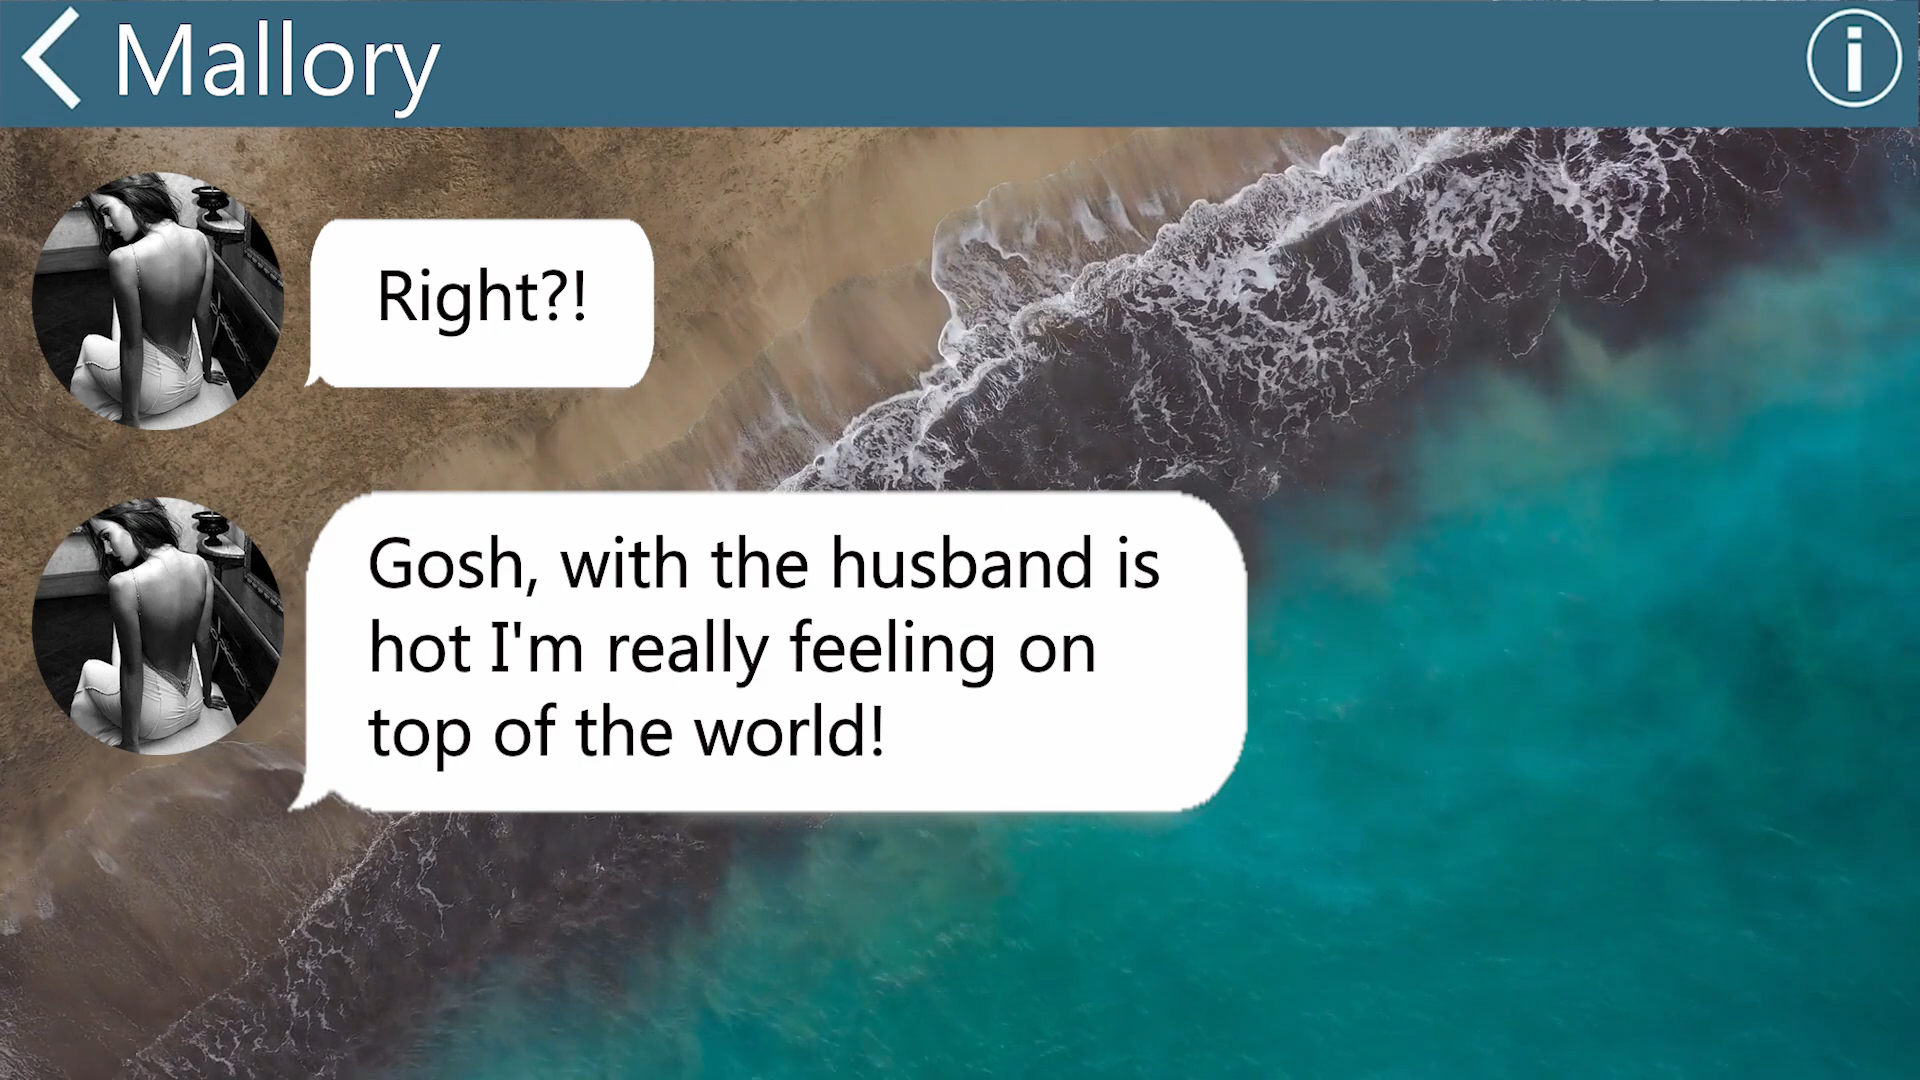 Mallory
Right?!
Gosh, with the husband is
hot I'm really feeling on
top of the world!